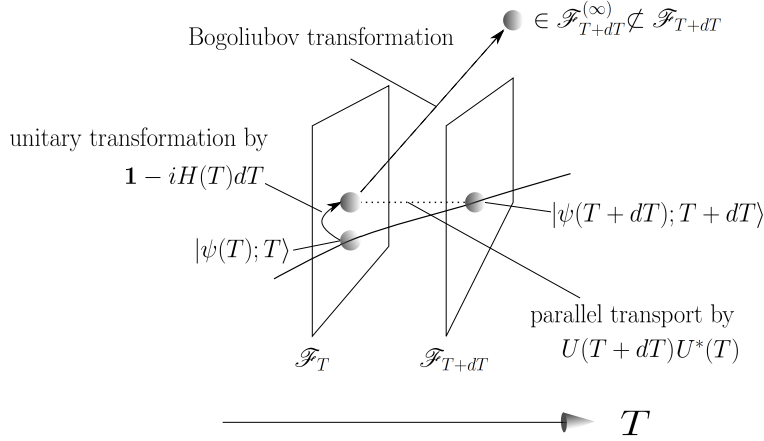 ∈ ℱ_{T+dT}^{(∞)} ⊄ ℱ_{T+dT}
Bogoliubov transformation
unitary transformation by
1 − iH(T)dT
|ψ(T + dT); T + dT⟩
|ψ(T); T⟩
parallel transport by
U(T + dT)U*(T)
ℱ_T
ℱ_{T+dT}
T